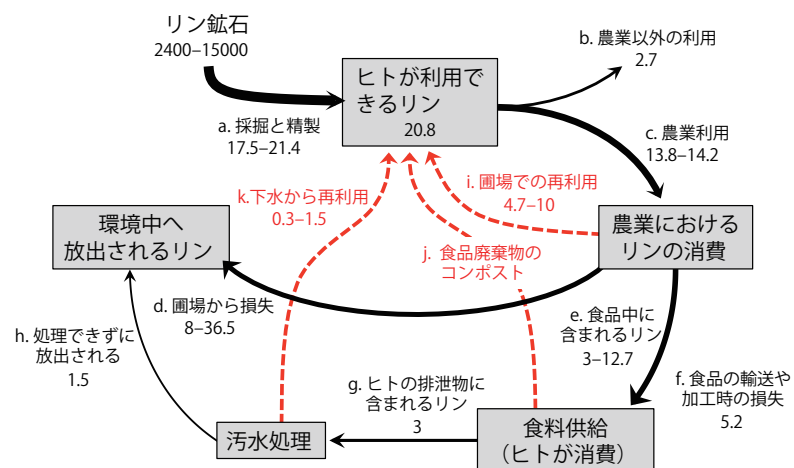 リン鉱石
2400–15000
ヒトが利用で
きるリン
20.8
b. 農業以外の利用
2.7
a. 採掘と精製
17.5–21.4
c. 農業利用
13.8–14.2
k.下水から再利用
0.3–1.5
i. 圃場での再利用
4.7–10
環境中へ
放出されるリン
j. 食品廃棄物の
コンポスト
農業における
リンの消費
d. 圃場から損失
8–36.5
e. 食品中に
含まれるリン
3–12.7
h. 処理できずに
放出される
1.5
f. 食品の輸送や
加工時の損失
5.2
g. ヒトの排泄物に
含まれるリン
3
汚水処理
食料供給
（ヒトが消費）